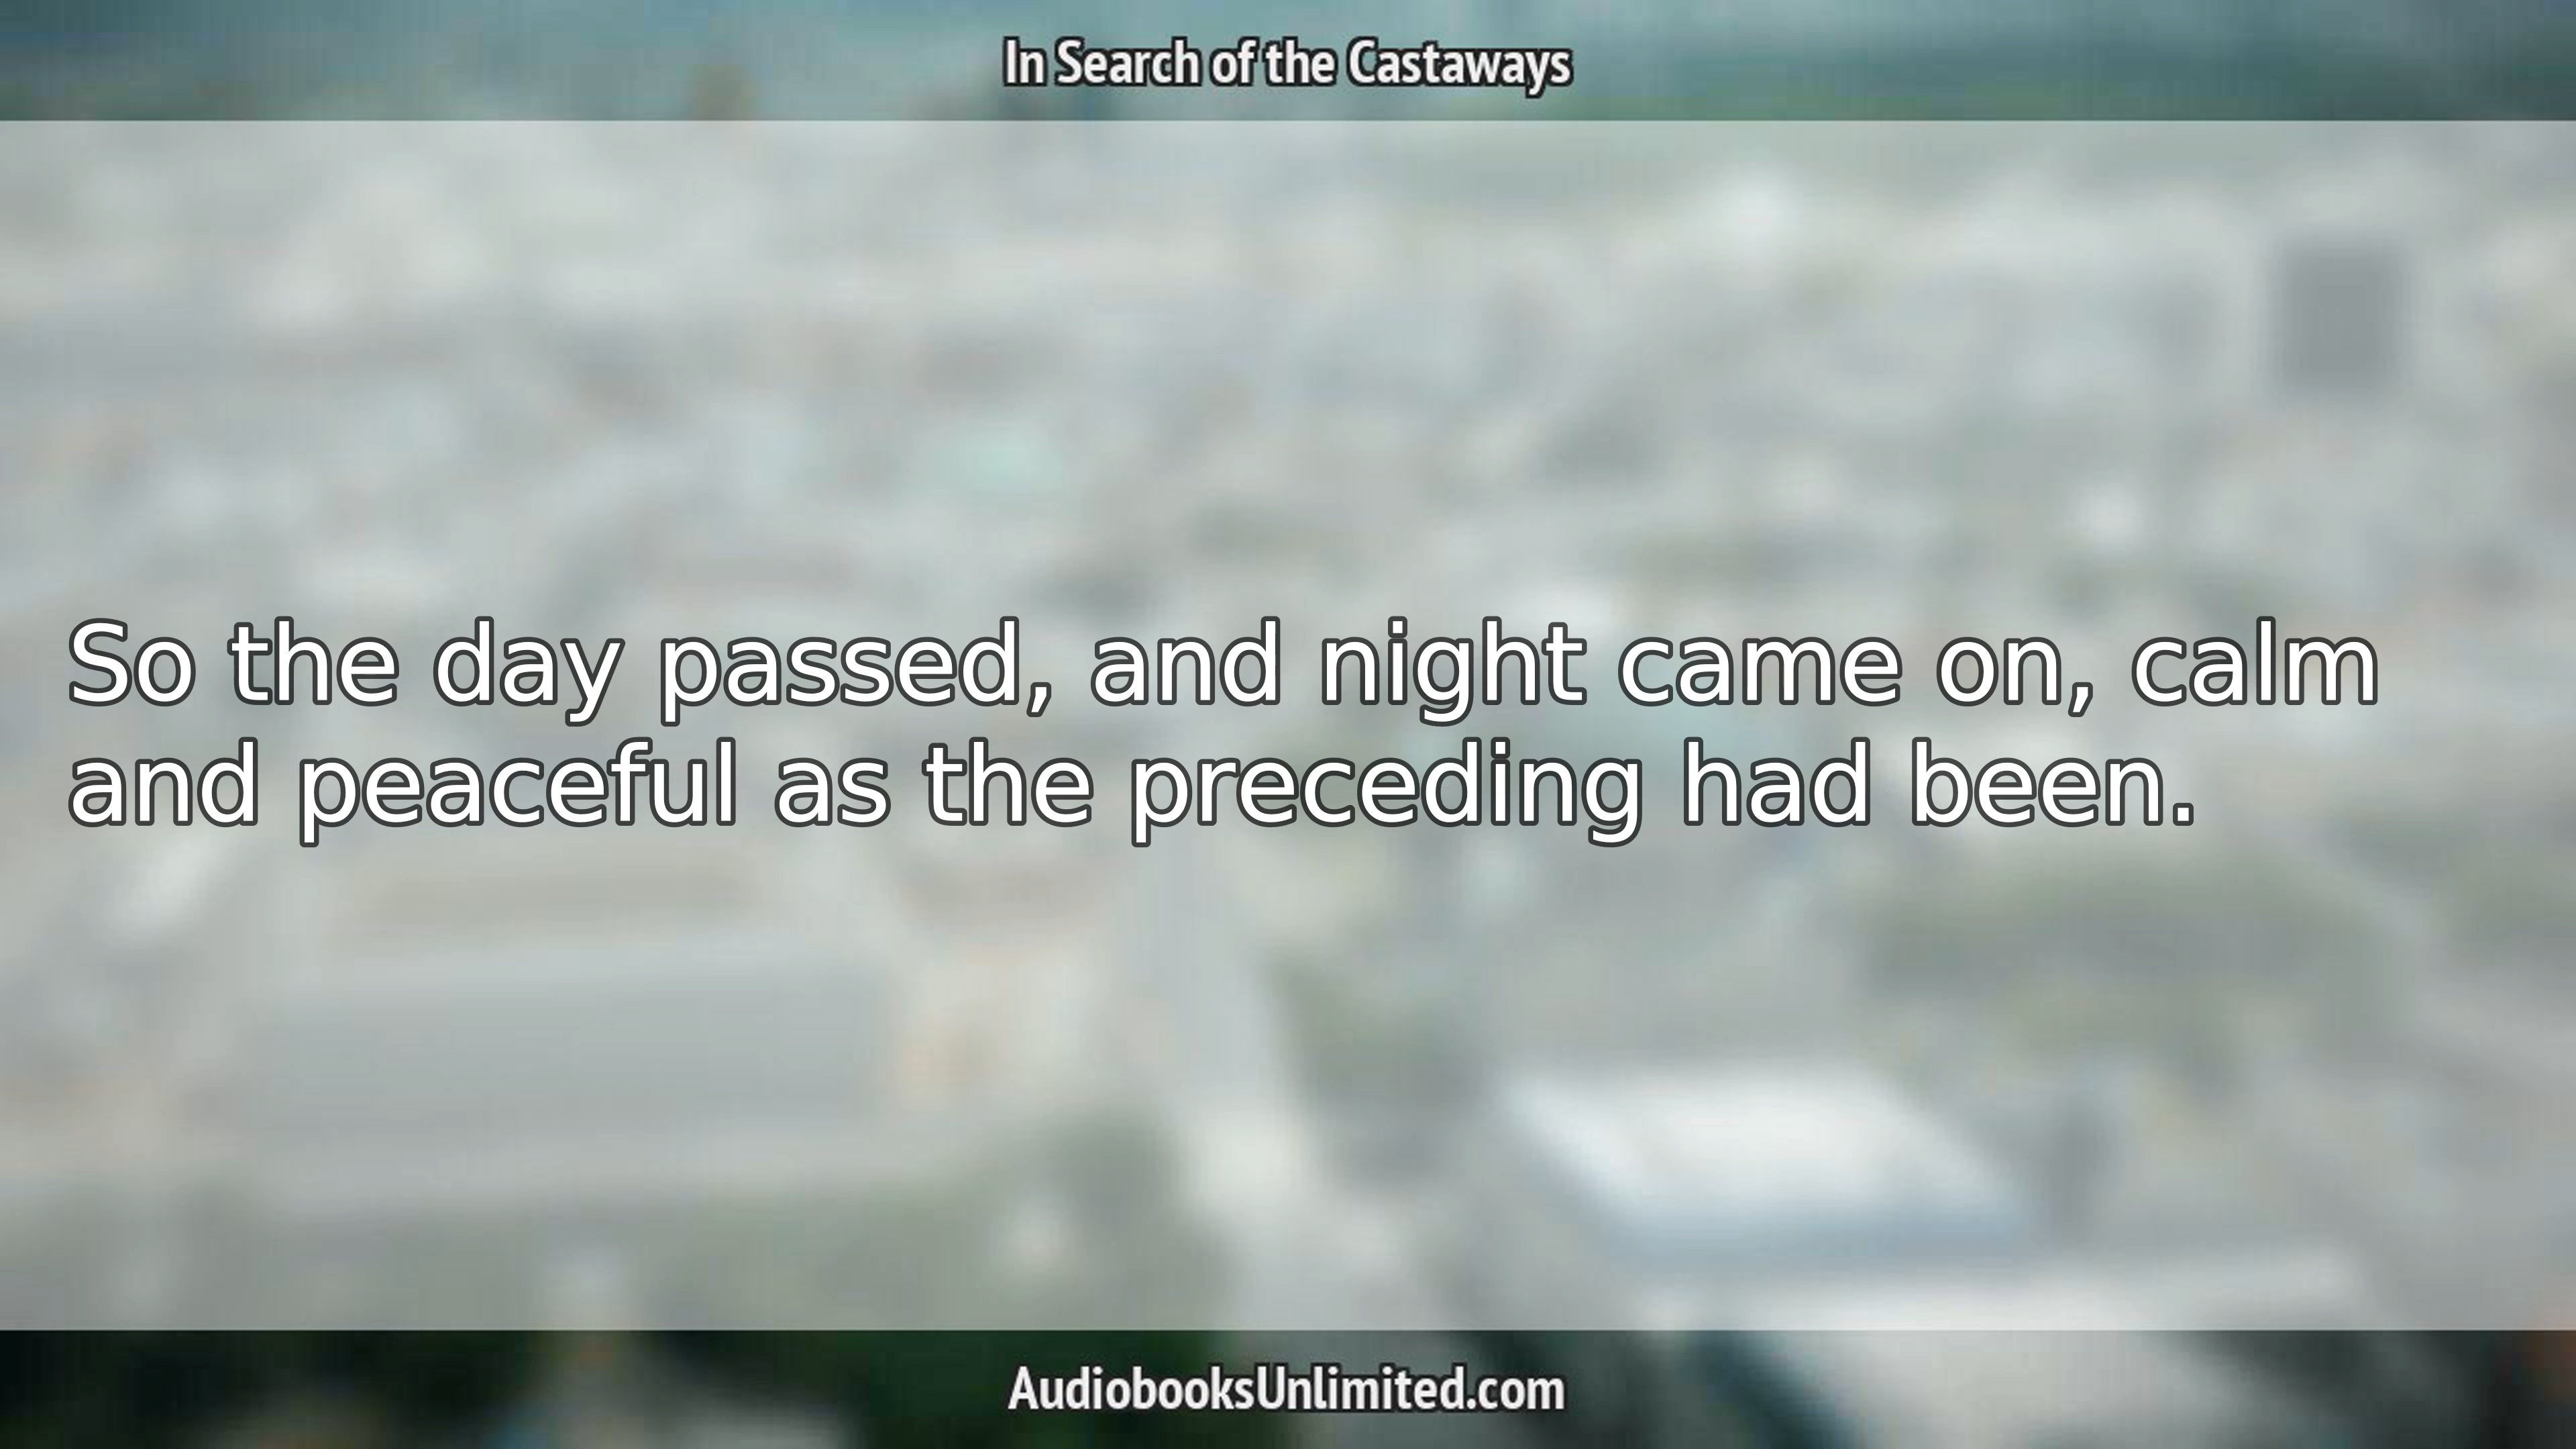 In Search of the Castaways
So the day passed, and night came on, calm
and peaceful as the preceding had been.
AudiobooksUnlimited.com